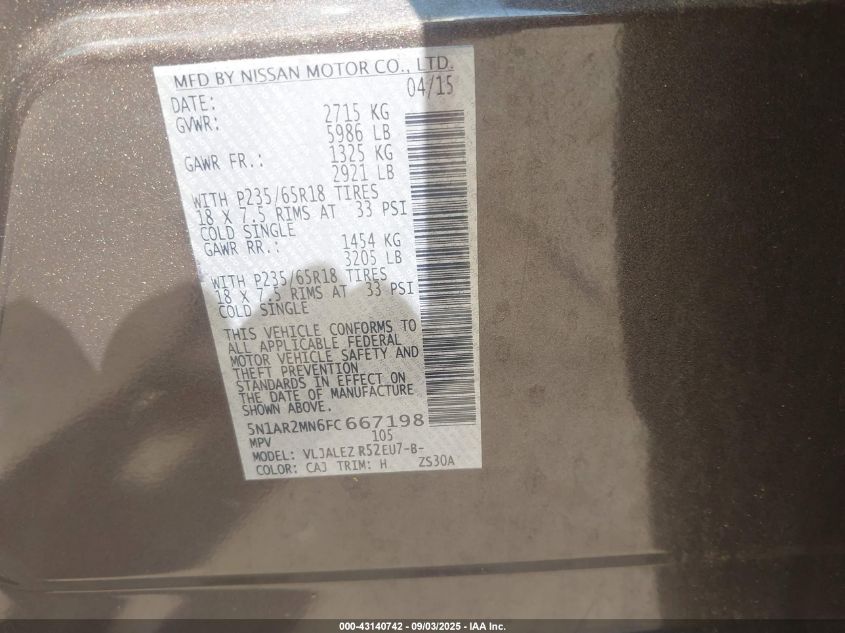 MFD BY NISSAN MOTOR CO., LTD.
DATE: 04/15
GVWR: 2715 KG
5986 LB
GAWR FR.: 1325 KG
2921 LB
WITH P235/65R18 TIRES
18 X 7.5 RIMS AT 33 PSI
COLD SINGLE
GAWR RR.: 1454 KG
3205 LB
WITH P235/65R18 TIRES
18 X 7.5 RIMS AT 33 PSI
COLD SINGLE
THIS VEHICLE CONFORMS TO
ALL APPLICABLE FEDERAL
MOTOR VEHICLE SAFETY AND
THEFT PREVENTION
STANDARDS IN EFFECT ON
THE DATE OF MANUFACTURE
SHOWN ABOVE.
5N1AR2MN6FC667198
MPV 105
MODEL: VLJALEZ R52EU7-B-
COLOR: CAJ TRIM: H ZS30A
000-43140742 - 09/03/2025 - IAA Inc.